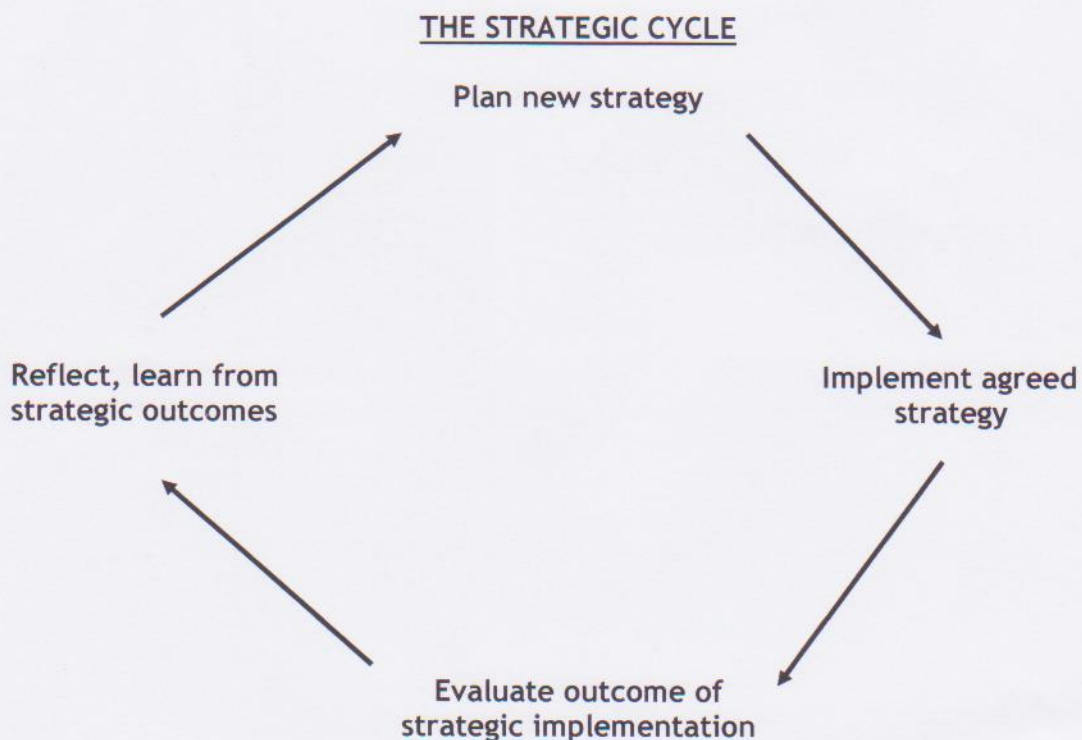 THE STRATEGIC CYCLE
Plan new strategy
Implement agreed
strategy
Evaluate outcome of
strategic implementation
Reflect, learn from
strategic outcomes